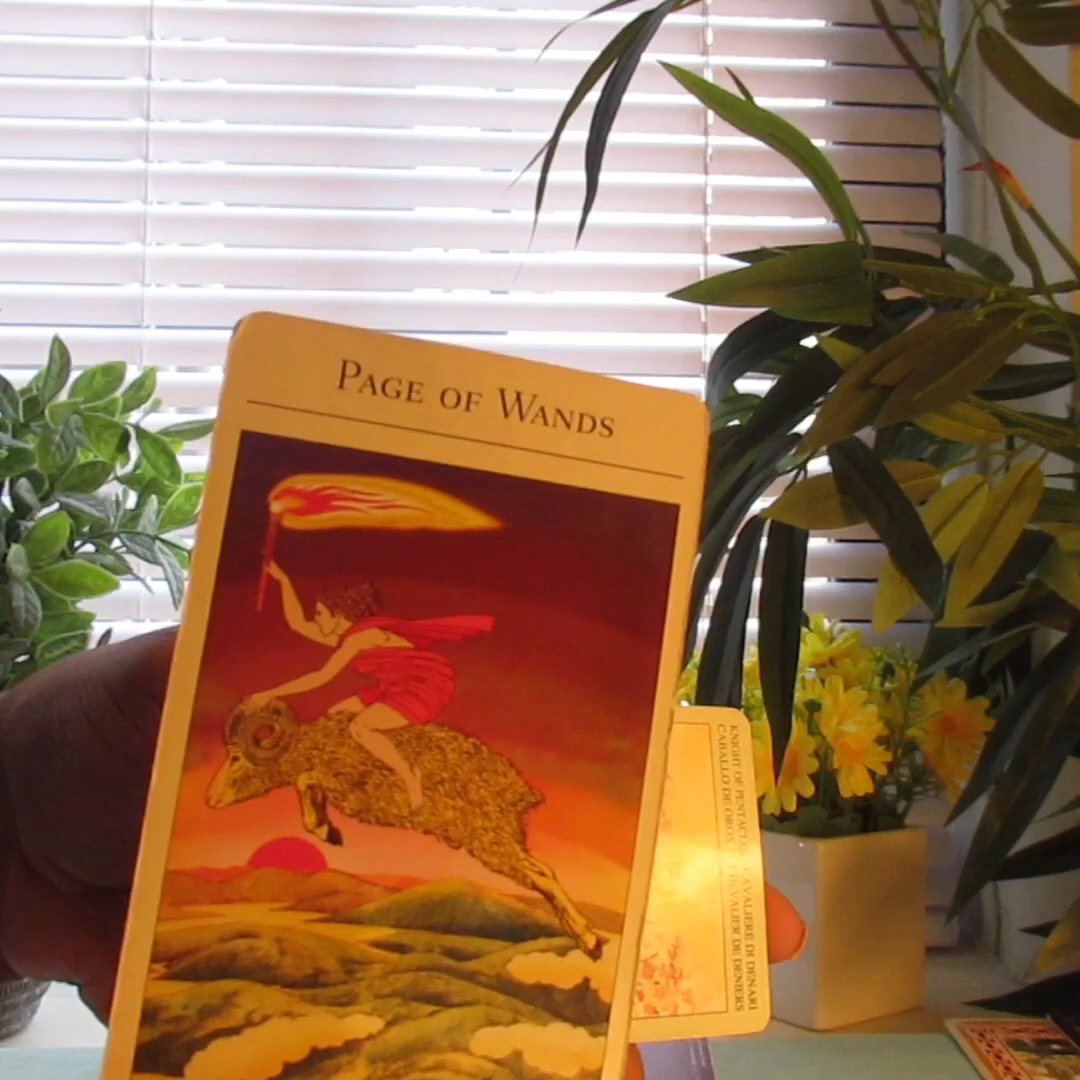 PAGE OF WANDS
KNIGHT OF PENTACLES CAVALIERE DI DENARI
CABALLO DE OROS CHEVALIER DE DENIERS